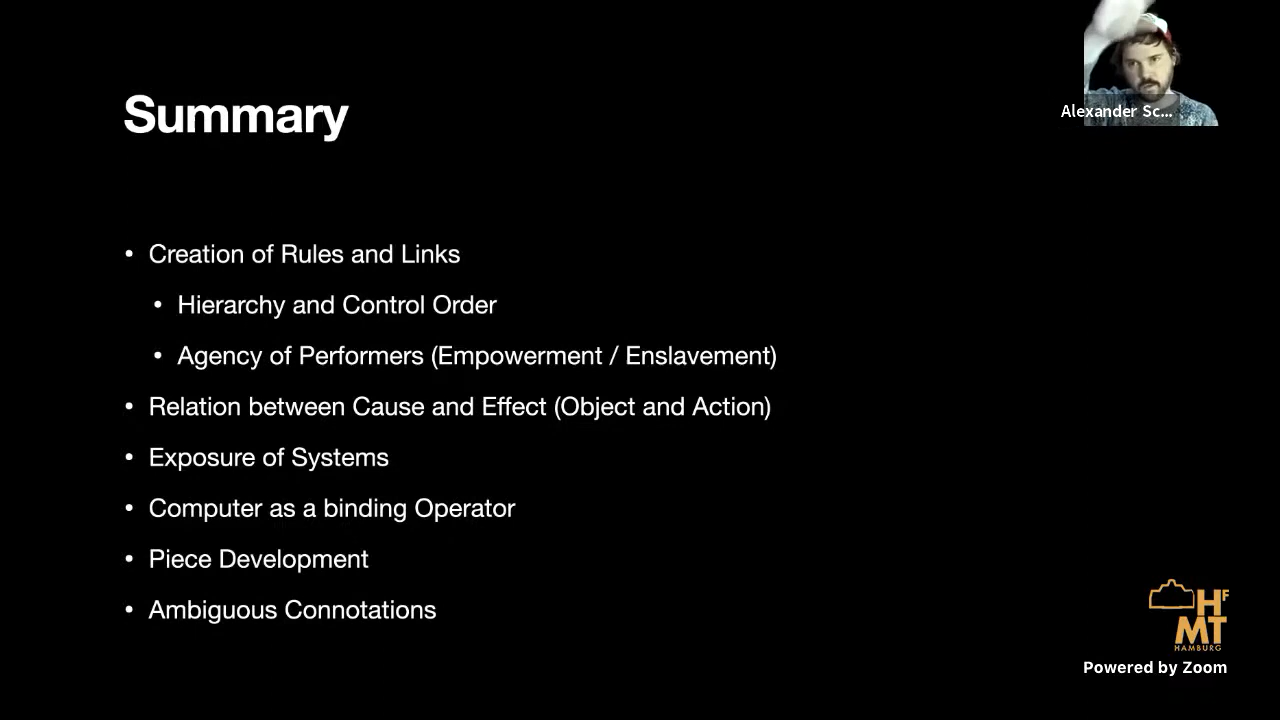 Alexander Sc...
Summary
• Creation of Rules and Links
• Hierarchy and Control Order
• Agency of Performers (Empowerment / Enslavement)
• Relation between Cause and Effect (Object and Action)
• Exposure of Systems
• Computer as a binding Operator
• Piece Development
• Ambiguous Connotations
HF
MT
HAMBURG
Powered by Zoom